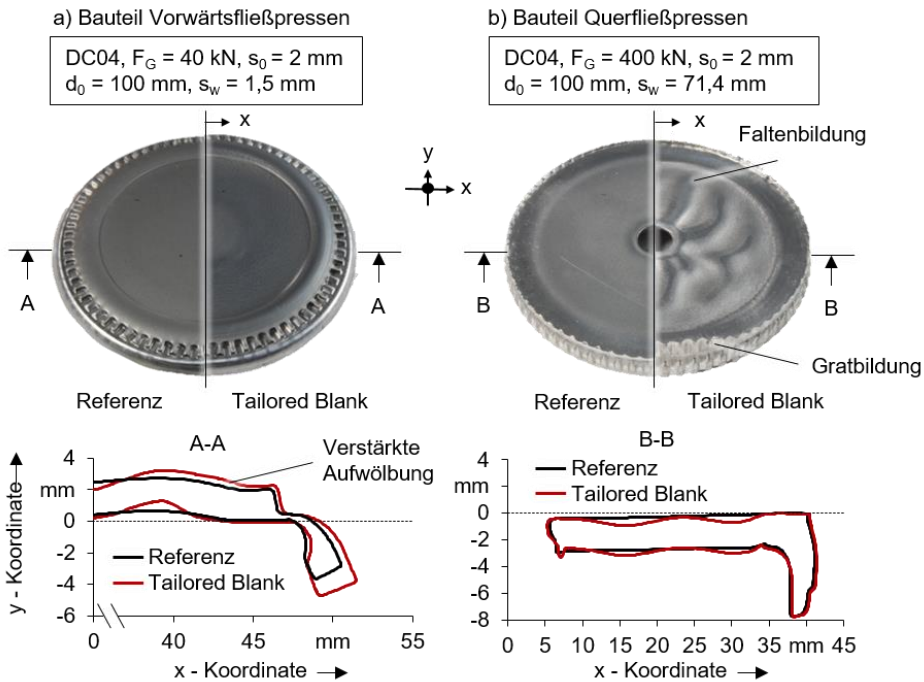 a) Bauteil Vorwärtsfließpressen
DC04, F_G = 40 kN, s_0 = 2 mm
d_0 = 100 mm, s_w = 1,5 mm
x
A
A
Referenz
Tailored Blank
y
x
b) Bauteil Querfließpressen
DC04, F_G = 400 kN, s_0 = 2 mm
d_0 = 100 mm, s_w = 71,4 mm
x
Faltenbildung
B
B
Gratbildung
Referenz
Tailored Blank
A-A
Verstärkte
Aufwölbung
y - Koordinate
4
mm
0
-2
-4
-6
Referenz
Tailored Blank
0
40
45
mm
55
x - Koordinate
B-B
4
mm
0
-2
-4
-6
-8
Referenz
Tailored Blank
0
5
10
15
20
25
30
35
mm
45
x - Koordinate